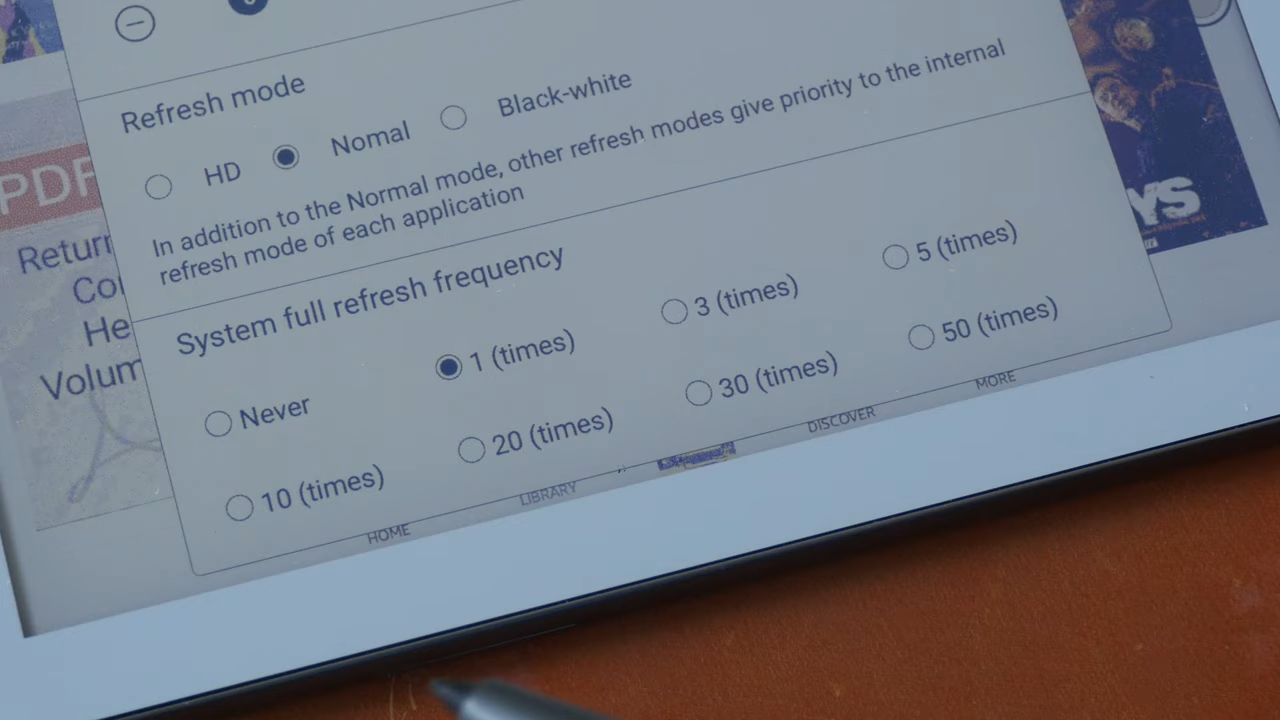 Refresh mode
HD
Nomal
Black-white
In addition to the Normal mode, other refresh modes give priority to the internal
refresh mode of each application
System full refresh frequency
Never
1 (times)
3 (times)
5 (times)
10 (times)
20 (times)
30 (times)
50 (times)
HOME
LIBRARY
DISCOVER
MORE
PDF
Return
Co
He
Volum
YS